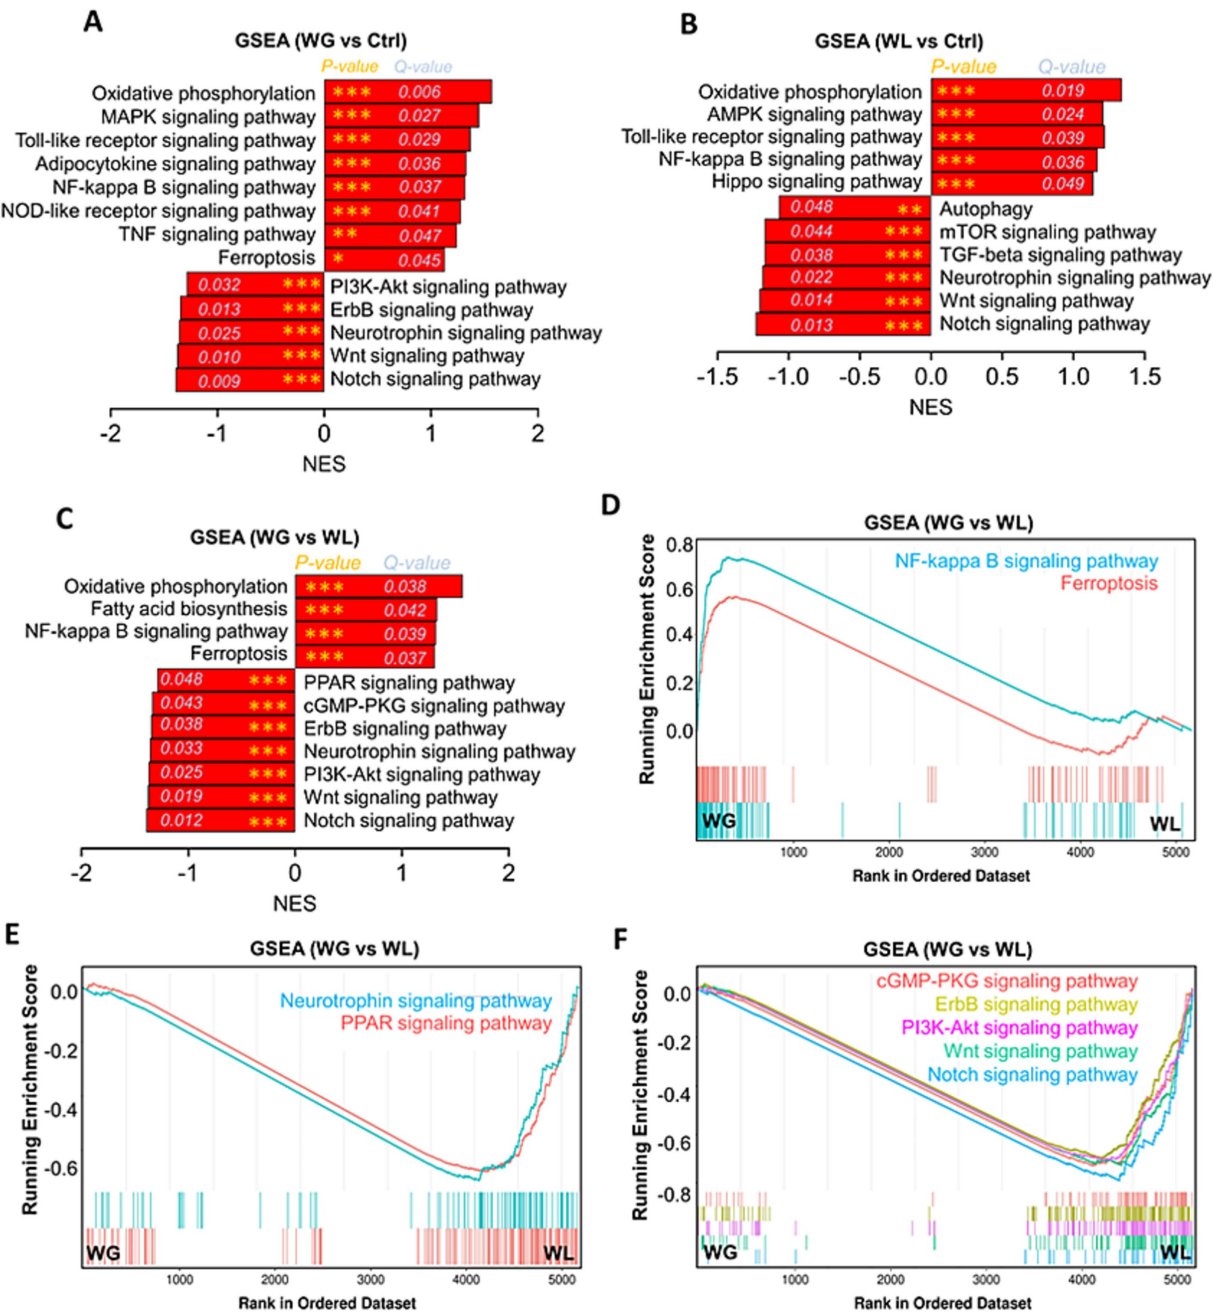 A
GSEA (WG vs Ctrl)
P-value Q-value
Oxidative phosphorylation *** 0.006
MAPK signaling pathway *** 0.027
Toll-like receptor signaling pathway *** 0.029
Adipocytokine signaling pathway *** 0.036
NF-kappa B signaling pathway *** 0.037
NOD-like receptor signaling pathway *** 0.041
TNF signaling pathway ** 0.047
Ferroptosis * 0.045
0.032 *** PI3K-Akt signaling pathway
0.013 *** ErbB signaling pathway
0.025 *** Neurotrophin signaling pathway
0.010 *** Wnt signaling pathway
0.009 *** Notch signaling pathway
-2 -1 0 1 2
NES
B
GSEA (WL vs Ctrl)
P-value Q-value
Oxidative phosphorylation *** 0.019
AMPK signaling pathway *** 0.024
Toll-like receptor signaling pathway *** 0.039
NF-kappa B signaling pathway *** 0.036
Hippo signaling pathway *** 0.049
0.048 ** Autophagy
0.044 *** mTOR signaling pathway
0.038 *** TGF-beta signaling pathway
0.022 *** Neurotrophin signaling pathway
0.014 *** Wnt signaling pathway
0.013 *** Notch signaling pathway
-1.5 -1.0 -0.5 0.0 0.5 1.0 1.5
NES
C
GSEA (WG vs WL)
P-value Q-value
Oxidative phosphorylation *** 0.038
Fatty acid biosynthesis *** 0.042
NF-kappa B signaling pathway *** 0.039
Ferroptosis *** 0.037
0.048 *** PPAR signaling pathway
0.043 *** cGMP-PKG signaling pathway
0.038 *** ErbB signaling pathway
0.033 *** Neurotrophin signaling pathway
0.025 *** PI3K-Akt signaling pathway
0.019 *** Wnt signaling pathway
0.012 *** Notch signaling pathway
-2 -1 0 1 2
NES
D
GSEA (WG vs WL)
Running Enrichment Score
0.8
0.6
0.4
0.2
0.0
NF-kappa B signaling pathway
Ferroptosis
WG WL
1000 2000 3000 4000 5000
Rank in Ordered Dataset
E
GSEA (WG vs WL)
Running Enrichment Score
0.0
-0.2
-0.4
-0.6
Neurotrophin signaling pathway
PPAR signaling pathway
WG WL
1000 2000 3000 4000 5000
Rank in Ordered Dataset
F
GSEA (WG vs WL)
Running Enrichment Score
0.0
-0.2
-0.4
-0.6
-0.8
cGMP-PKG signaling pathway
ErbB signaling pathway
PI3K-Akt signaling pathway
Wnt signaling pathway
Notch signaling pathway
WG WL
1000 2000 3000 4000 5000
Rank in Ordered Dataset